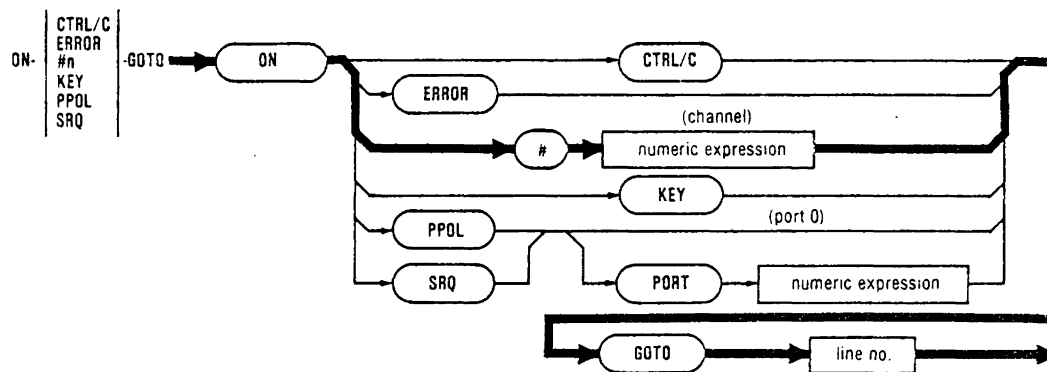 ON-
CTRL/C
ERROR
#n
KEY
PPOL
SRQ
-GOTO
ON
CTRL/C
ERROR
(channel)
#
numeric expression
KEY
(port 0)
PPOL
SRQ
PORT
numeric expression
GOTO
line no.